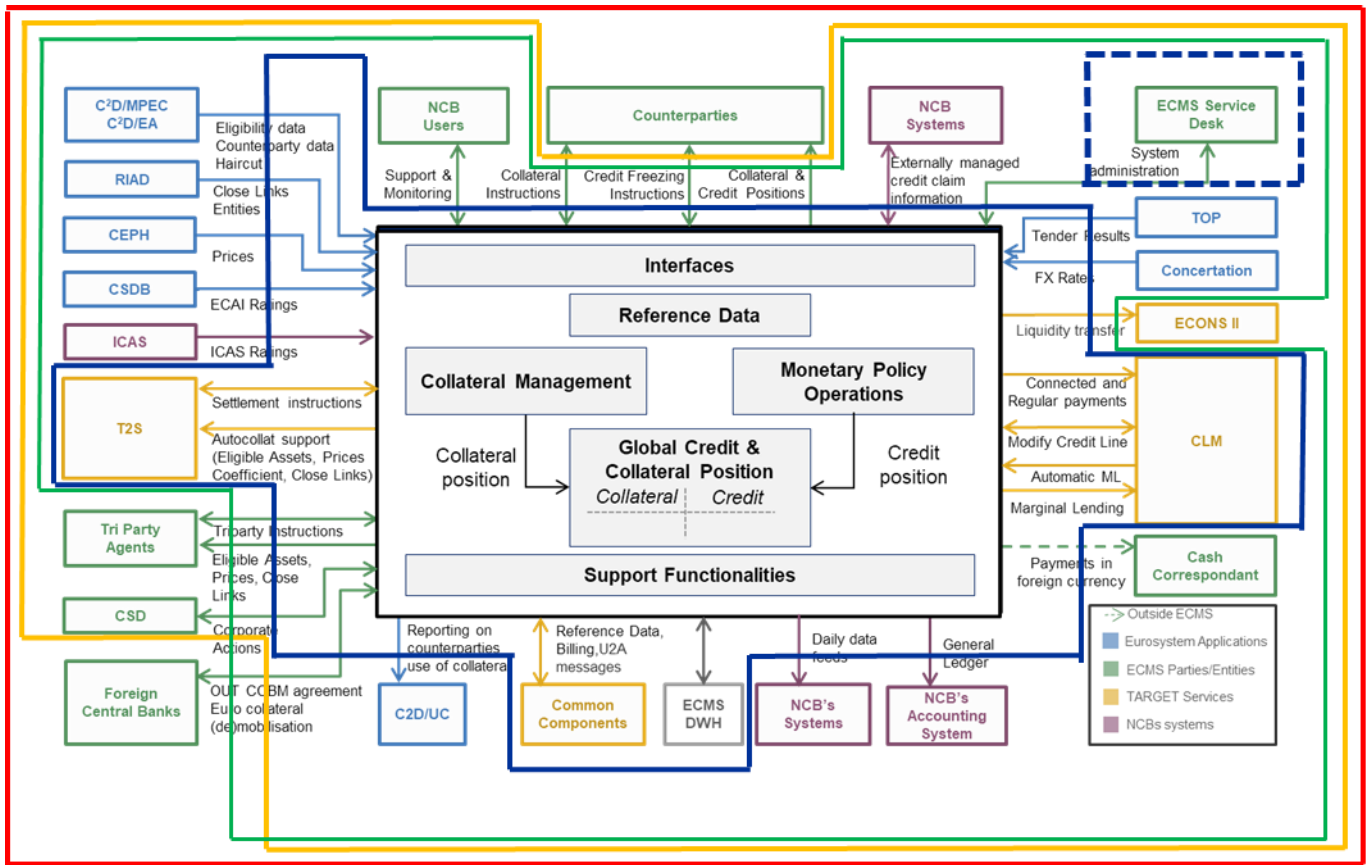 C²D/MPEC
C²D/EA
Eligibility data
Counterparty data
Haircut
RIAD
Close Links
Entities
CEPH
Prices
CSDB
ECAI Ratings
ICAS
ICAS Ratings
T2S
Settlement instructions
Autocollat support
(Eligible Assets, Prices
Coefficient, Close Links)
Tri Party
Agents
Triparty Instructions
Eligible Assets,
Prices, Close
Links
CSD
Corporate
Actions
Foreign
Central Banks
OUT CCBM agreement
Euro collateral
(de)mobilisation
NCB
Users
Support &
Monitoring
Counterparties
Collateral
Instructions
Credit Freezing
Instructions
Collateral &
Credit Positions
NCB
Systems
Externally managed
credit claim
information
ECMS Service
Desk
System
administration
TOP
Tender Results
Concertation
FX Rates
ECONS II
Liquidity transfer
CLM
Connected and
Regular payments
Modify Credit Line
Automatic ML
Marginal Lending
Cash
Correspondant
Payments in
foreign currency
Interfaces
Reference Data
Collateral Management
Monetary Policy
Operations
Collateral
position
Global Credit &
Collateral Position
Collateral
Credit
Credit
position
Support Functionalities
Reporting on
counterparties
use of collateral
C2D/UC
Reference Data,
Billing,U2A
messages
Common
Components
ECMS
DWH
Daily data
feeds
NCB's
Systems
General
Ledger
NCB's
Accounting
System
Outside ECMS
Eurosystem Applications
ECMS Parties/Entities
TARGET Services
NCBs systems